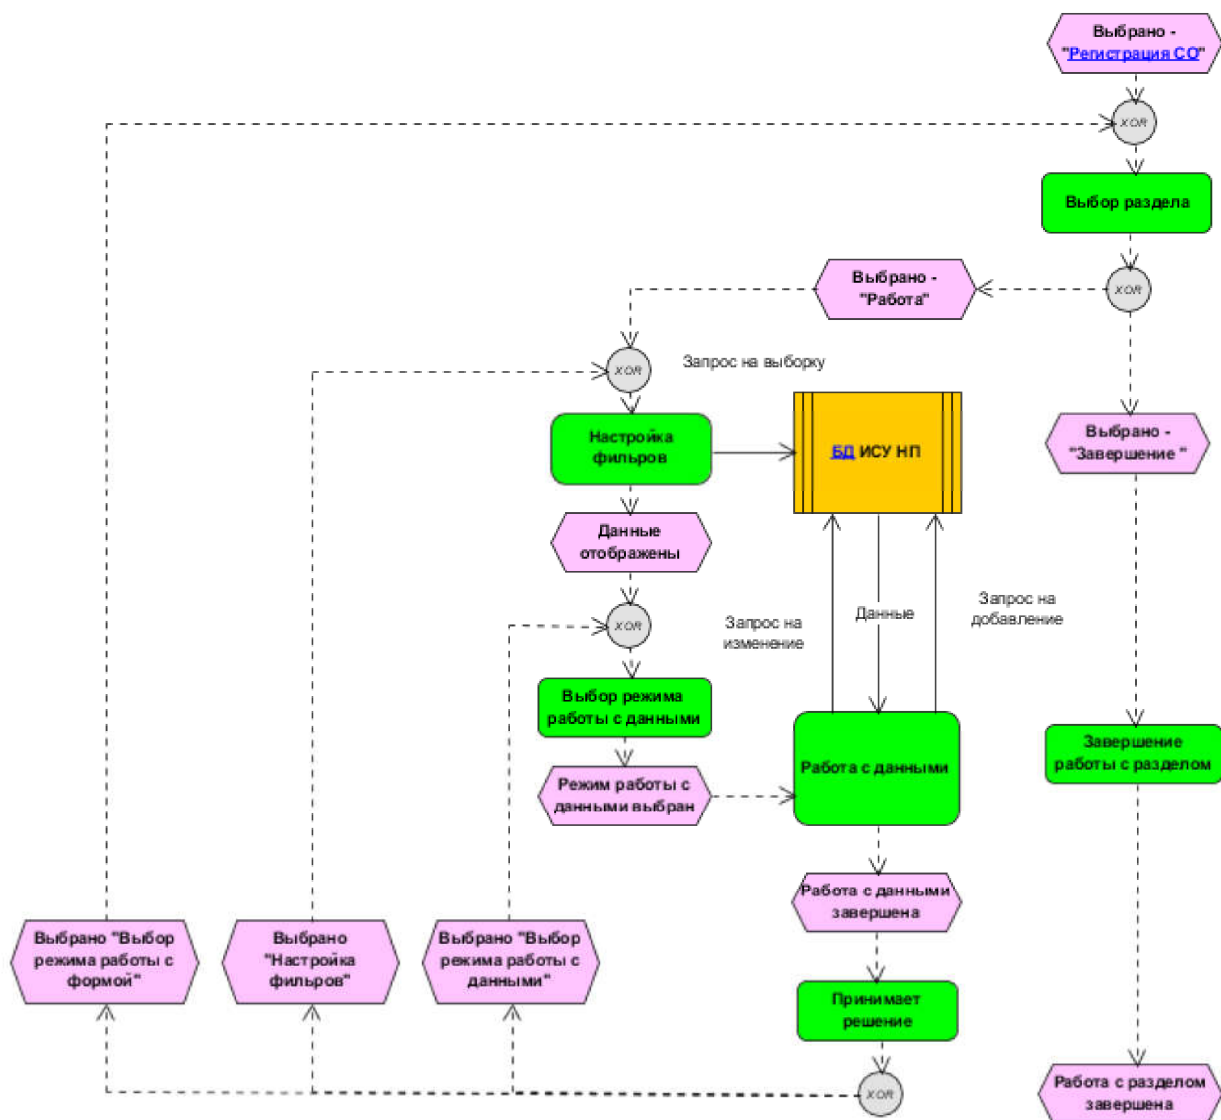 Выбрано -
"Регистрация СО"
XOR
Выбор раздела
XOR
Выбрано -
"Работа"
XOR
Запрос на выборку
Настройка
фильров
БД ИСУ НП
Выбрано -
"Завершение "
Данные
отображены
XOR
Запрос на
изменение
Данные
Запрос на
добавление
Выбор режима
работы с данными
Режим работы с
данными выбран
Работа с данными
Завершение
работы с разделом
Работа с данными
завершена
Выбрано "Выбор
режима работы с
формой"
Выбрано
"Настройка
фильров"
Выбрано "Выбор
режима работы с
данными"
Принимает
решение
XOR
Работа с разделом
завершена